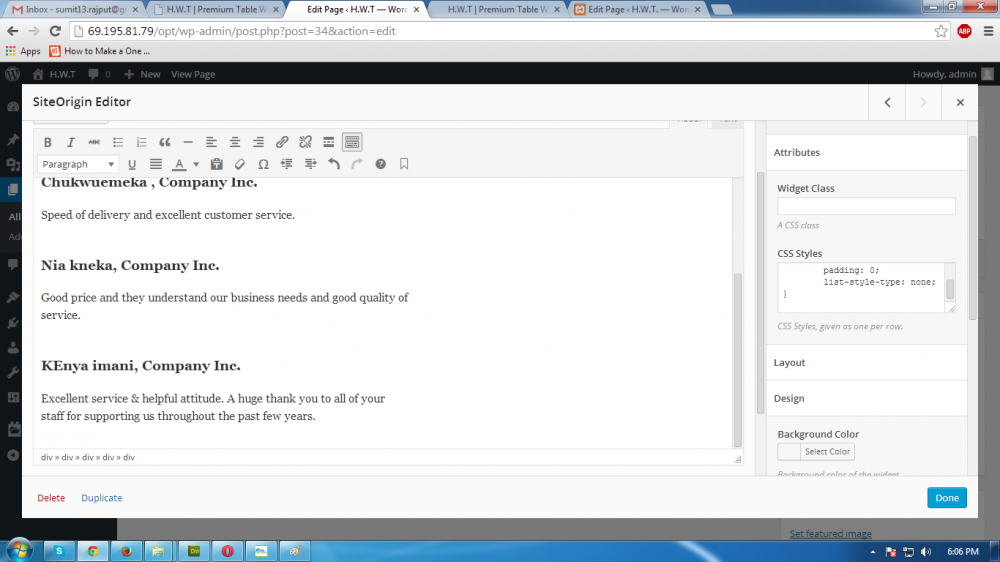 Inbox - sumit13.rajput@g
H.W.T | Premium Table W
Edit Page ‹ H.W.T — Word
H.W.T | Premium Table W
Edit Page ‹ H.W.T. — Wor
69.195.81.79/opt/wp-admin/post.php?post=34&action=edit
ABP
Apps
How to Make a One ...
H.W.T
0
New
View Page
Howdy, admin
SiteOrigin Editor
B I ABC
Paragraph
U A
Chukwuemeka , Company Inc.
Speed of delivery and excellent customer service.
Nia kneka, Company Inc.
Good price and they understand our business needs and good quality of
service.
KEnya imani, Company Inc.
Excellent service & helpful attitude. A huge thank you to all of your
staff for supporting us throughout the past few years.
div » div » div » div » div
All
Attributes
Widget Class
A CSS class
CSS Styles
padding: 0;
list-style-type: none;
}
CSS Styles, given as one per row.
Layout
Design
Background Color
Select Color
Background color of the widget.
Delete
Duplicate
Done
Set featured image
6:06 PM